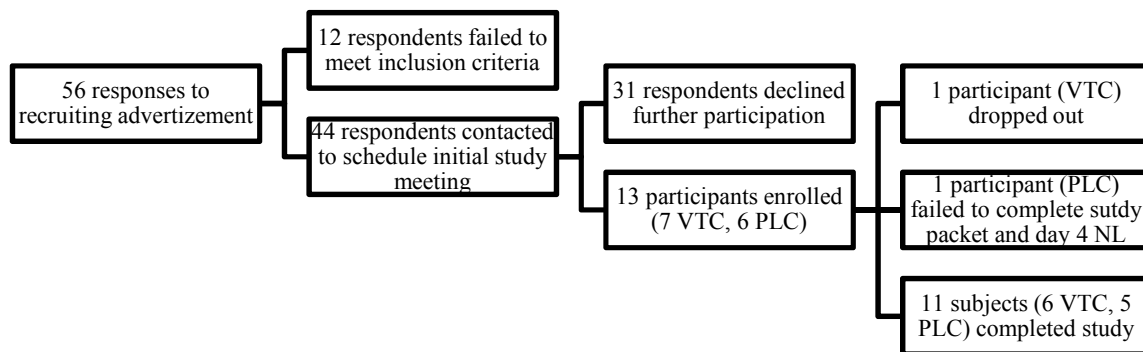 56 responses to
recruiting advertizement
12 respondents failed to
meet inclusion criteria
44 respondents contacted
to schedule initial study
meeting
31 respondents declined
further participation
13 participants enrolled
(7 VTC, 6 PLC)
1 participant (VTC)
dropped out
1 participant (PLC)
failed to complete sutdy
packet and day 4 NL
11 subjects (6 VTC, 5
PLC) completed study